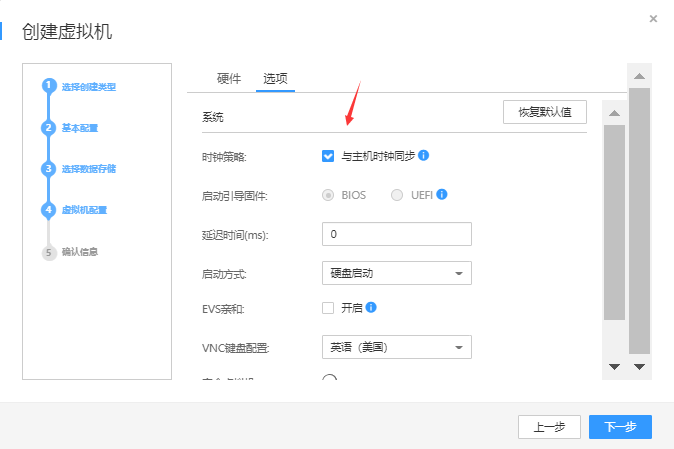 创建虚拟机
×
1 选择创建类型
2 基本配置
3 选择数据存储
4 虚拟机配置
5 确认信息
硬件 选项
系统 恢复默认值
时钟策略: 与主机时钟同步
启动引导固件: BIOS UEFI
延迟时间(ms): 0
启动方式: 硬盘启动
EVS亲和: 开启
VNC键盘配置: 英语（美国）
上一步 下一步